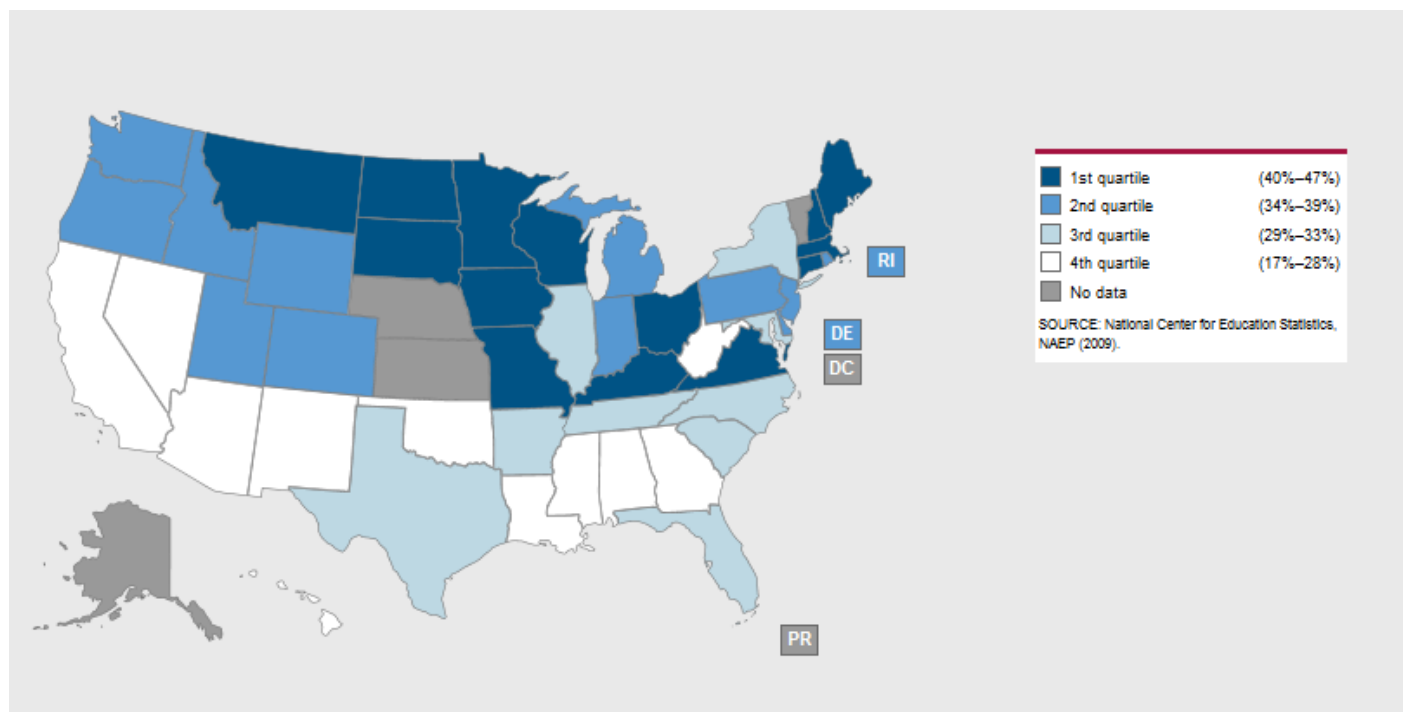 1st quartile (40%–47%)
2nd quartile (34%–39%)
3rd quartile (29%–33%)
4th quartile (17%–28%)
No data
SOURCE: National Center for Education Statistics,
NAEP (2009).
RI
DE
DC
PR